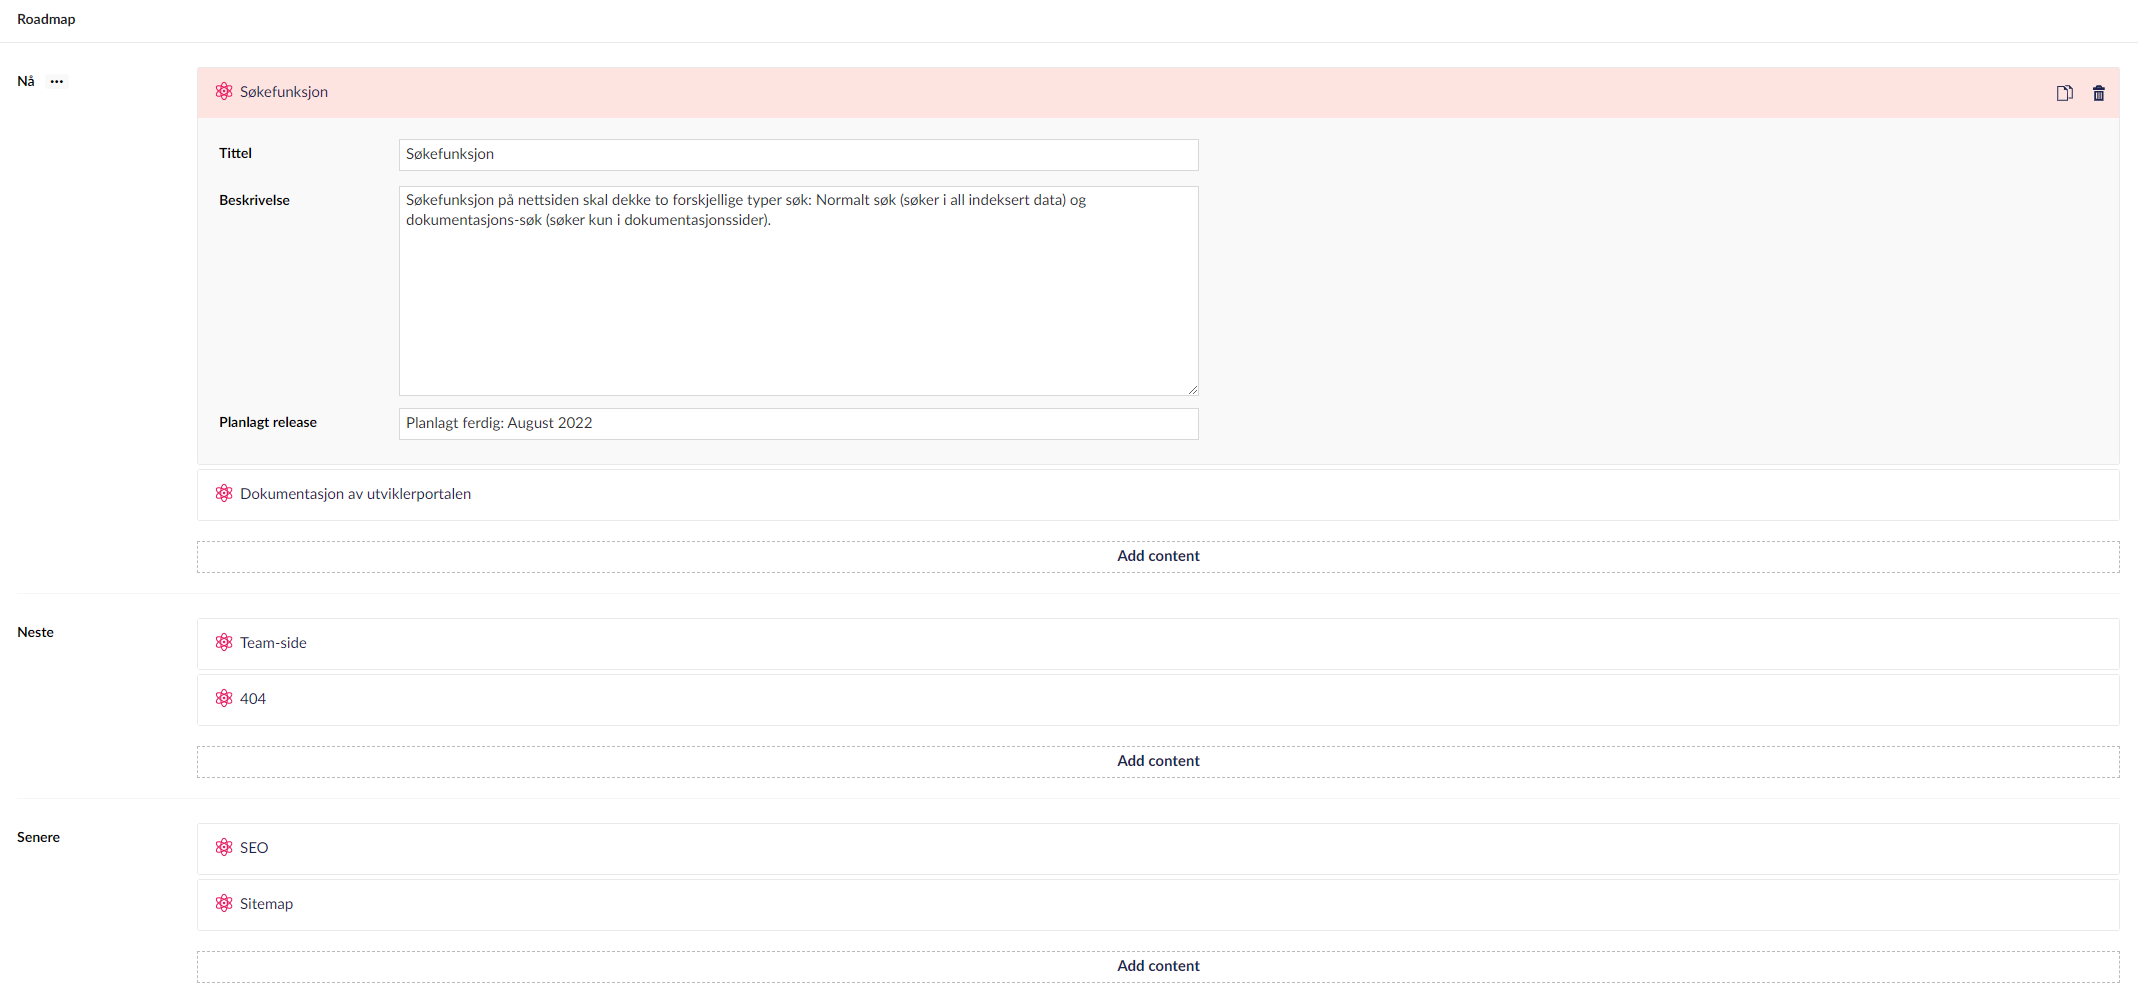 Roadmap
Nå ...
Søkefunksjon
Tittel
Søkefunksjon
Beskrivelse
Søkefunksjon på nettsiden skal dekke to forskjellige typer søk: Normalt søk (søker i all indeksert data) og
dokumentasjons-søk (søker kun i dokumentasjonssider).
Planlagt release
Planlagt ferdig: August 2022
Dokumentasjon av utviklerportalen
Add content
Neste
Team-side
404
Add content
Senere
SEO
Sitemap
Add content